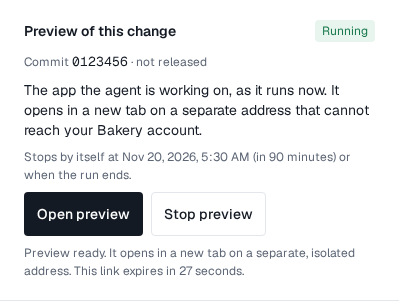 Preview of this change
Running
Commit 0123456 · not released
The app the agent is working on, as it runs now. It
opens in a new tab on a separate address that cannot
reach your Bakery account.
Stops by itself at Nov 20, 2026, 5:30 AM (in 90 minutes) or
when the run ends.
Open preview
Stop preview
Preview ready. It opens in a new tab on a separate, isolated
address. This link expires in 27 seconds.